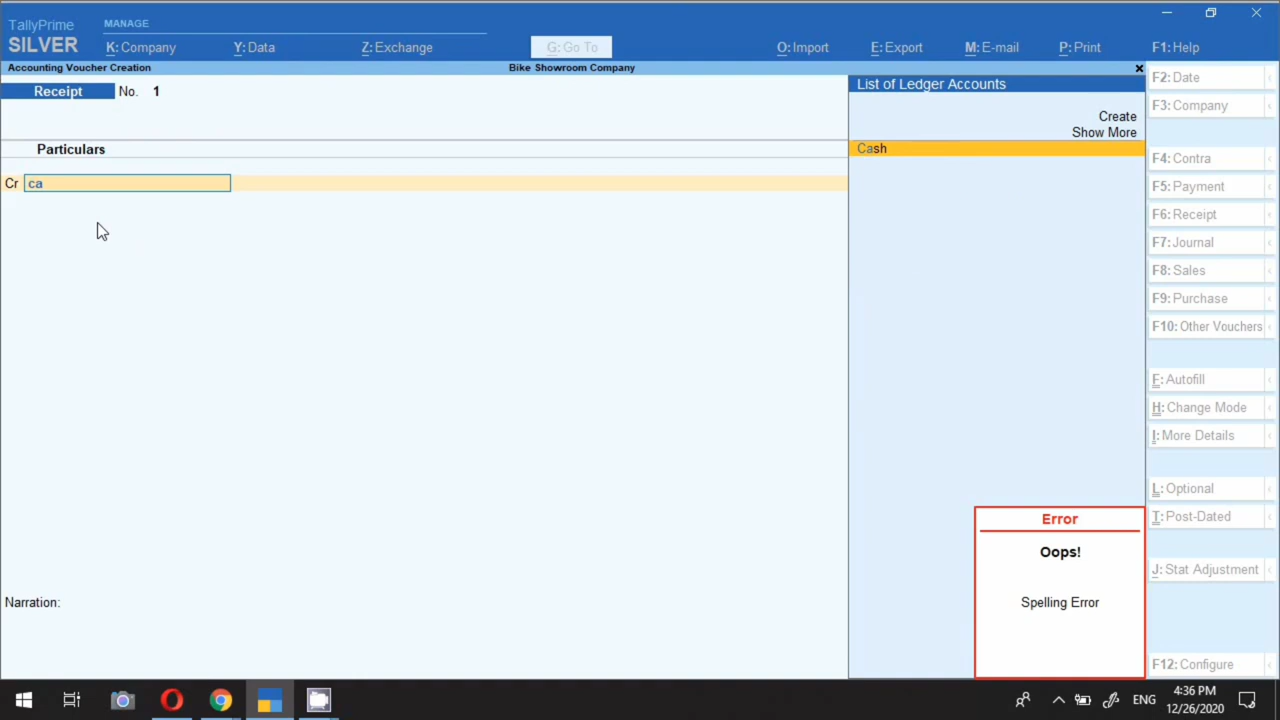 TallyPrime
MANAGE
SILVER
K: Company
Y: Data
Z: Exchange
G: Go To
O: Import
E: Export
M: E-mail
P: Print
F1: Help
Accounting Voucher Creation
Bike Showroom Company
×
Receipt
No. 1
Particulars
Cr ca
Narration:
List of Ledger Accounts
Create
Show More
Cash
Error
Oops!
Spelling Error
F2: Date
F3: Company
F4: Contra
F5: Payment
F6: Receipt
F7: Journal
F8: Sales
F9: Purchase
F10: Other Vouchers
F: Autofill
H: Change Mode
I: More Details
L: Optional
T: Post-Dated
J: Stat Adjustment
F12: Configure
ENG
4:36 PM
12/26/2020